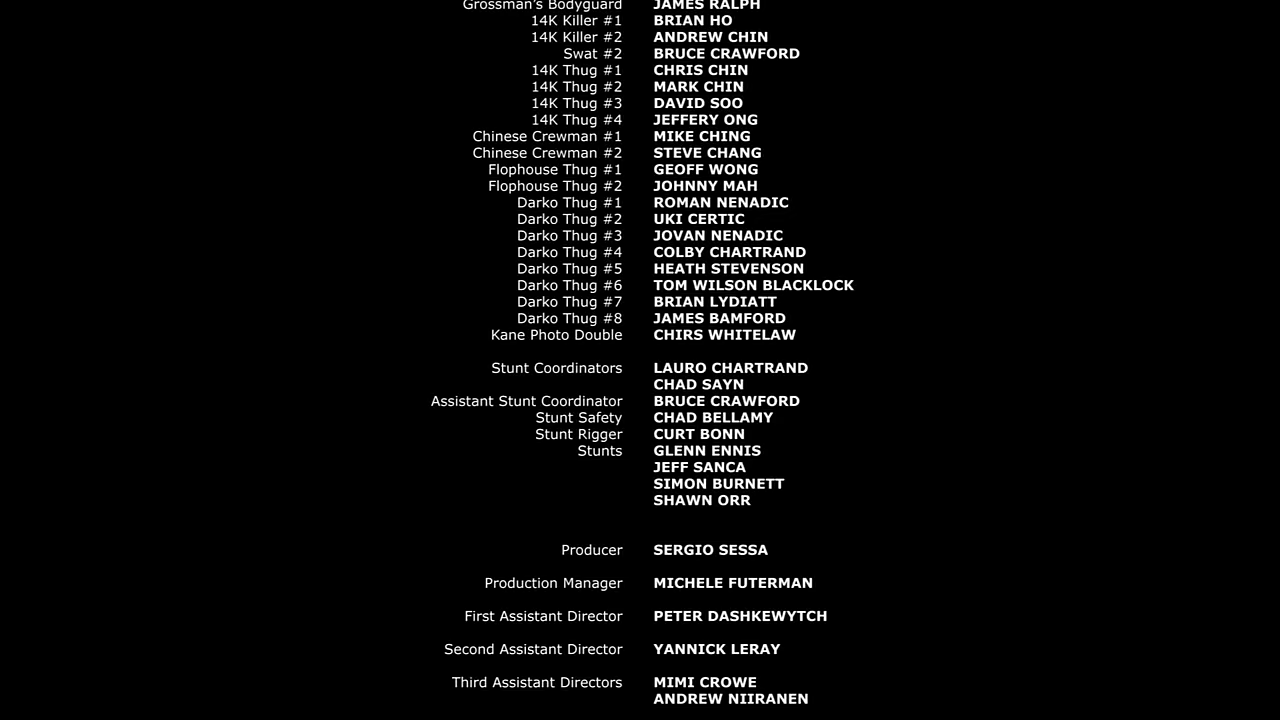 Grossman's Bodyguard JAMES RALPH
14K Killer #1 BRIAN HO
14K Killer #2 ANDREW CHIN
Swat #2 BRUCE CRAWFORD
14K Thug #1 CHRIS CHIN
14K Thug #2 MARK CHIN
14K Thug #3 DAVID SOO
14K Thug #4 JEFFERY ONG
Chinese Crewman #1 MIKE CHING
Chinese Crewman #2 STEVE CHANG
Flophouse Thug #1 GEOFF WONG
Flophouse Thug #2 JOHNNY MAH
Darko Thug #1 ROMAN NENADIC
Darko Thug #2 UKI CERTIC
Darko Thug #3 JOVAN NENADIC
Darko Thug #4 COLBY CHARTRAND
Darko Thug #5 HEATH STEVENSON
Darko Thug #6 TOM WILSON BLACKLOCK
Darko Thug #7 BRIAN LYDIATT
Darko Thug #8 JAMES BAMFORD
Kane Photo Double CHIRS WHITELAW
Stunt Coordinators LAURO CHARTRAND
CHAD SAYN
Assistant Stunt Coordinator BRUCE CRAWFORD
Stunt Safety CHAD BELLAMY
Stunt Rigger CURT BONN
Stunts GLENN ENNIS
JEFF SANCA
SIMON BURNETT
SHAWN ORR
Producer SERGIO SESSA
Production Manager MICHELE FUTERMAN
First Assistant Director PETER DASHKEWYTCH
Second Assistant Director YANNICK LERAY
Third Assistant Directors MIMI CROWE
ANDREW NIIRANEN